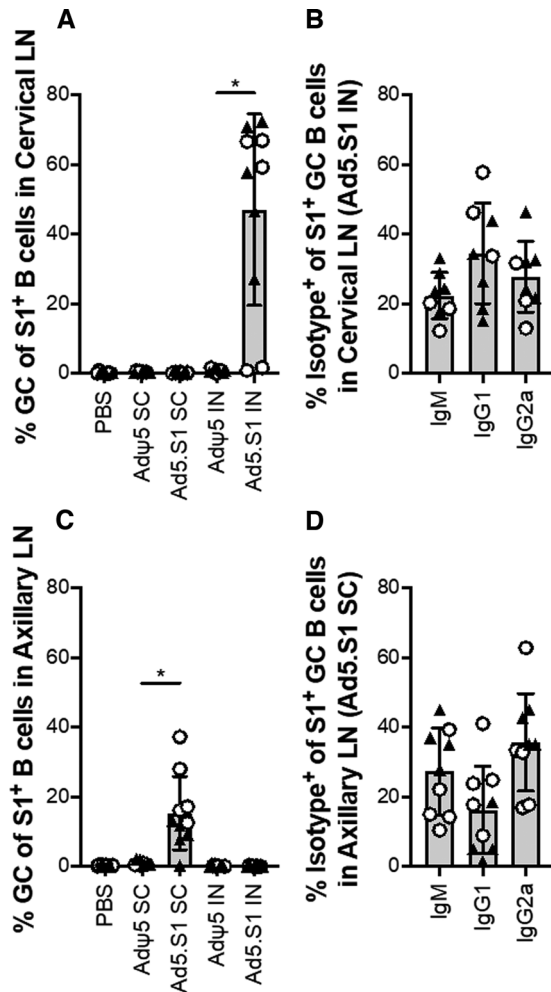 A
% GC of S1⁺ B cells in Cervical LN
80
60
40
20
0
*
PBS
Adψ5 SC
Ad5.S1 SC
Adψ5 IN
Ad5.S1 IN
B
% Isotype⁺ of S1⁺ GC B cells
in Cervical LN (Ad5.S1 IN)
80
60
40
20
0
IgM
IgG1
IgG2a
C
% GC of S1⁺ B cells in Axillary LN
80
60
40
20
0
*
PBS
Adψ5 SC
Ad5.S1 SC
Adψ5 IN
Ad5.S1 IN
D
% Isotype⁺ of S1⁺ GC B cells
in Axillary LN (Ad5.S1 SC)
80
60
40
20
0
IgM
IgG1
IgG2a